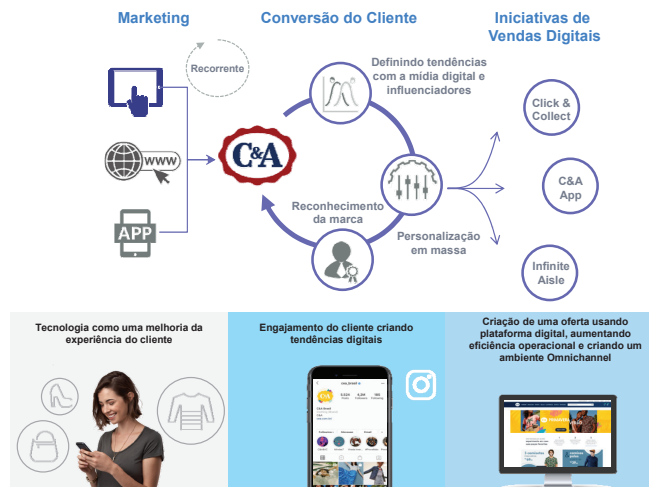 Marketing
Conversão do Cliente
Iniciativas de
Vendas Digitais
Recorrente
Definindo tendências
com a mídia digital e
influenciadores
Click &
Collect
WWW
C&A
C&A
App
APP
Reconhecimento
da marca
Personalização
em massa
Infinite
Aisle
Tecnologia como uma melhoria da
experiência do cliente
Engajamento do cliente criando
tendências digitais
Criação de uma oferta usando
plataforma digital, aumentando
eficiência operacional e criando um
ambiente Omnichannel
C&A